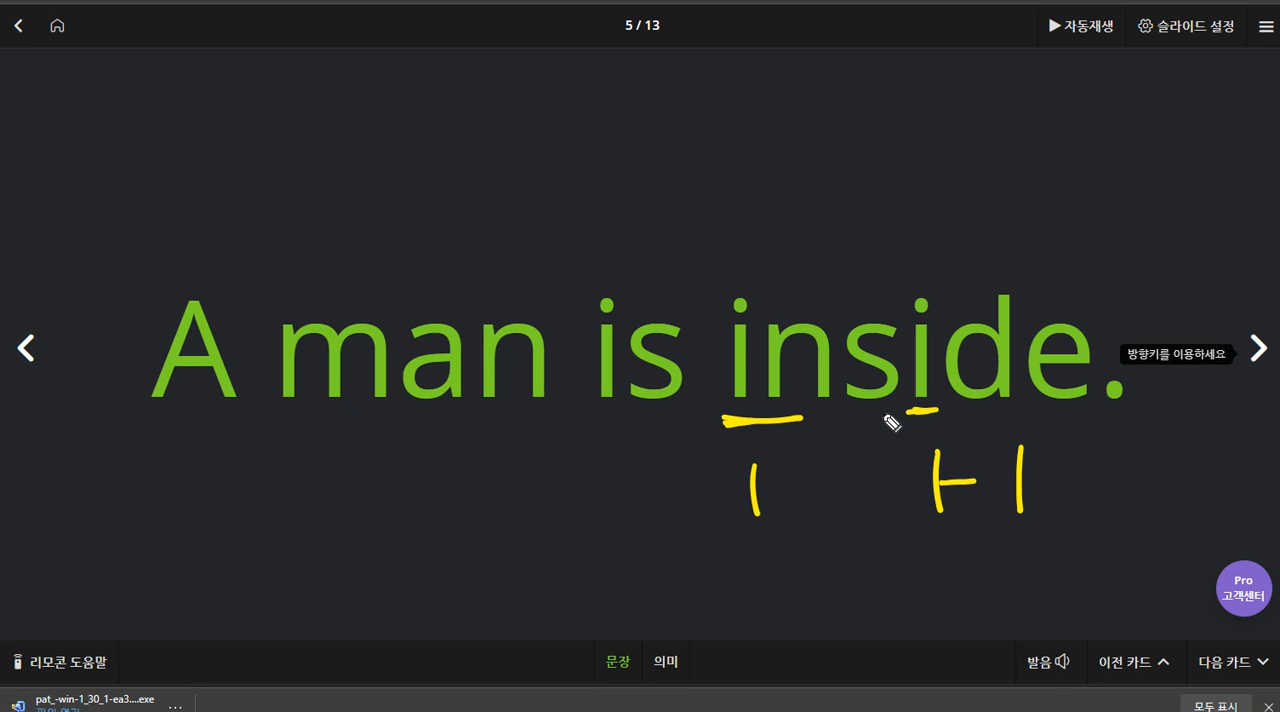 5 / 13
자동재생
슬라이드 설정
A man is inside.
방향키를 이용하세요
ㅣ ㅏㅣ
Pro
고객센터
리모콘 도움말
문장
의미
발음
이전 카드
다음 카드
pat_-win-1_30_1-ea3....exe
...
모두 표시